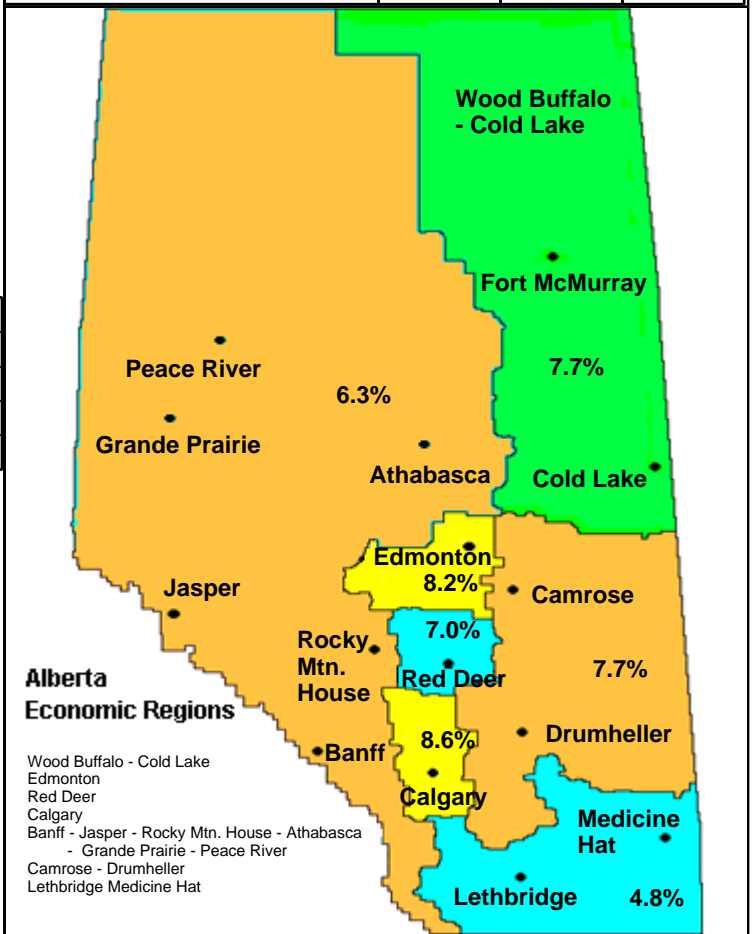 Wood Buffalo
- Cold Lake
Fort McMurray
7.7%
Peace River
6.3%
Grande Prairie
Athabasca
Cold Lake
Edmonton
8.2%
Jasper
Camrose
7.0%
Rocky
Mtn.
House
7.7%
Red Deer
Alberta
Economic Regions
Drumheller
8.6%
Banff
Calgary
Wood Buffalo - Cold Lake
Edmonton
Red Deer
Calgary
Banff - Jasper - Rocky Mtn. House - Athabasca
- Grande Prairie - Peace River
Camrose - Drumheller
Lethbridge Medicine Hat
Medicine
Hat
Lethbridge
4.8%